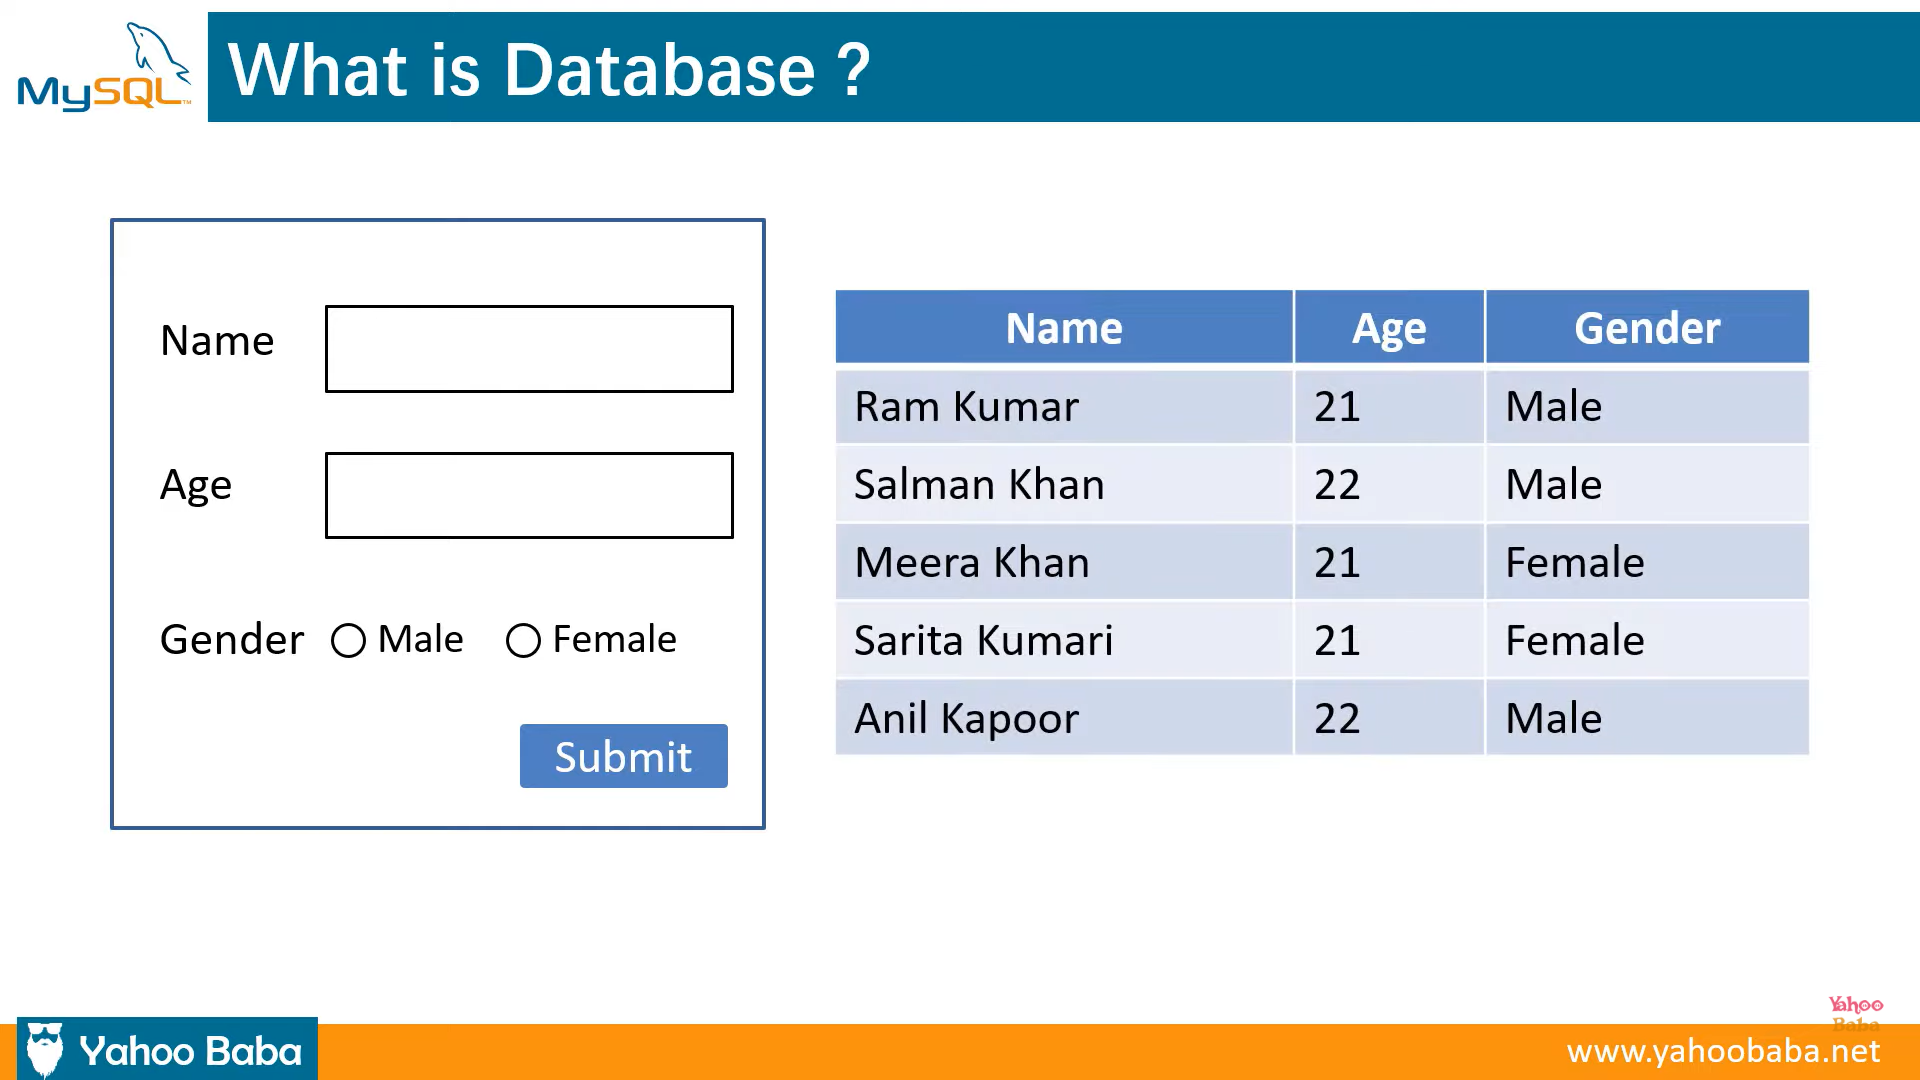 MySQL™
What is Database ?
Name
Age
Gender Male Female
Submit
Name Age Gender
Ram Kumar 21 Male
Salman Khan 22 Male
Meera Khan 21 Female
Sarita Kumari 21 Female
Anil Kapoor 22 Male
Yahoo
Baba
Yahoo Baba
www.yahoobaba.net